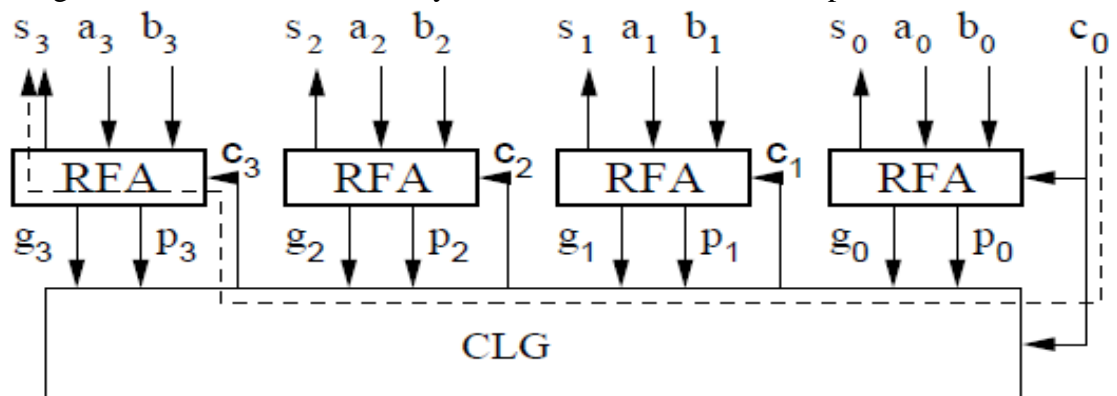 s₃ a₃ b₃ s₂ a₂ b₂ s₁ a₁ b₁ s₀ a₀ b₀ c₀
RFA c₃ RFA c₂ RFA c₁ RFA
g₃ p₃ g₂ p₂ g₁ p₁ g₀ p₀
CLG